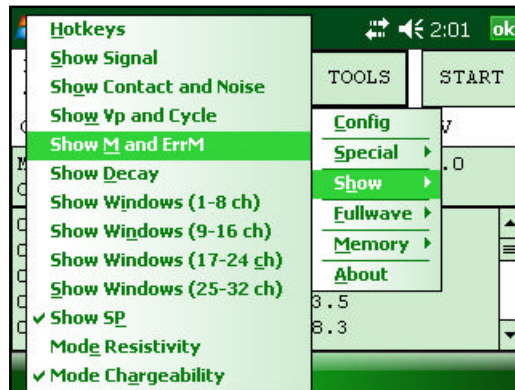 Hotkeys
Show Signal
Show Contact and Noise
Show Vp and Cycle
Show M and ErrM
Show Decay
Show Windows (1-8 ch)
Show Windows (9-16 ch)
Show Windows (17-24 ch)
Show Windows (25-32 ch)
Show SP
Mode Resistivity
Mode Chargeability
2:01 ok
TOOLS START
Config
Special
Show
Fullwave
Memory
About
V
.0
3.5
8.3